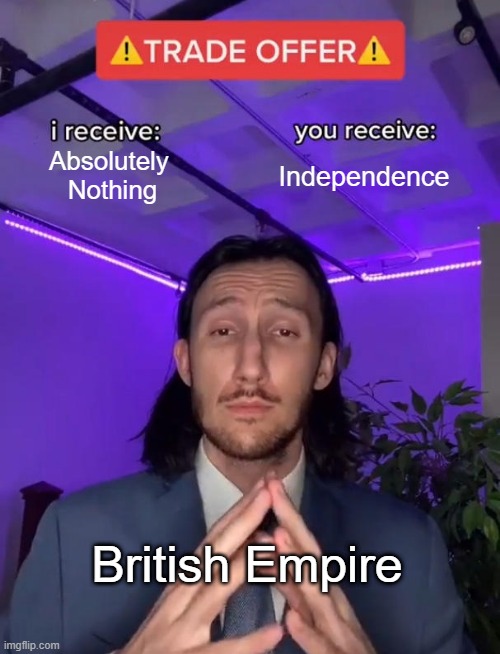 ⚠️TRADE OFFER⚠️
i receive:
Absolutely
Nothing
you receive:
Independence
British Empire
imgflip.com